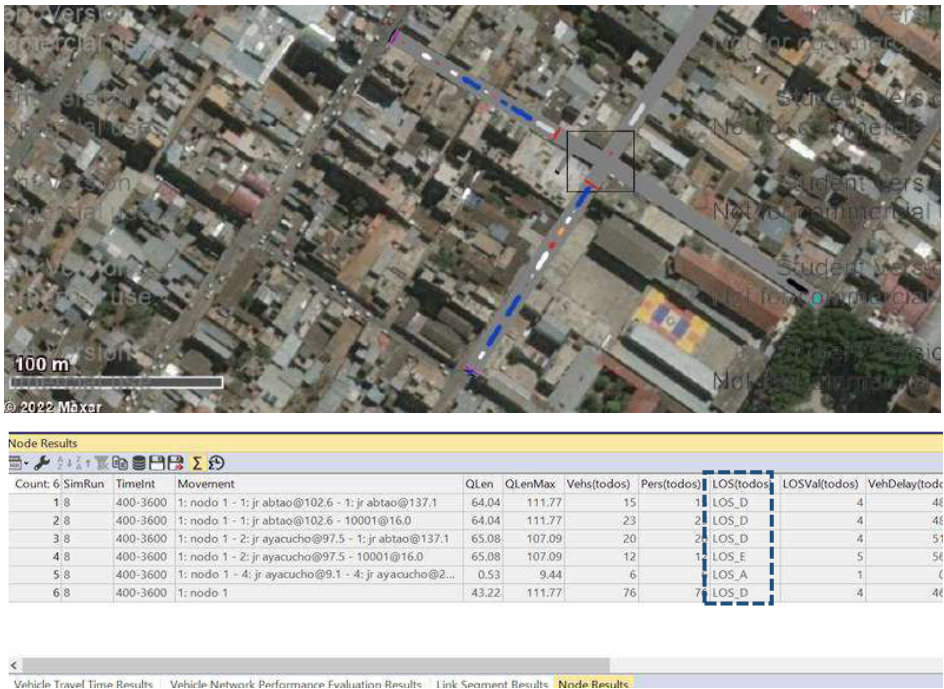 100 m
© 2022 Maxar
Node Results
Count: 6 SimRun TimeInt Movement QLen QLenMax Vehs(todos) Pers(todos) LOS(todos) LOSVal(todos) VehDelay(todo
1 8 400-3600 1: nodo 1 - 1: jr abtao@102.6 - 1: jr abtao@137.1 64.04 111.77 15 LOS_D 4 48
2 8 400-3600 1: nodo 1 - 1: jr abtao@102.6 - 10001@16.0 64.04 111.77 23 LOS_D 4 48
3 8 400-3600 1: nodo 1 - 2: jr ayacucho@97.5 - 1: jr abtao@137.1 65.08 107.09 20 LOS_D 4 51
4 8 400-3600 1: nodo 1 - 2: jr ayacucho@97.5 - 10001@16.0 65.08 107.09 12 12 LOS_E 5 56
5 8 400-3600 1: nodo 1 - 4: jr ayacucho@9.1 - 4: jr ayacucho@2... 0.53 9.44 6 LOS_A 1 0
6 8 400-3600 1: nodo 1 43.22 111.77 76 LOS_D 4 46
Vehicle Travel Time Results Vehicle Network Performance Evaluation Results Link Segment Results Node Results